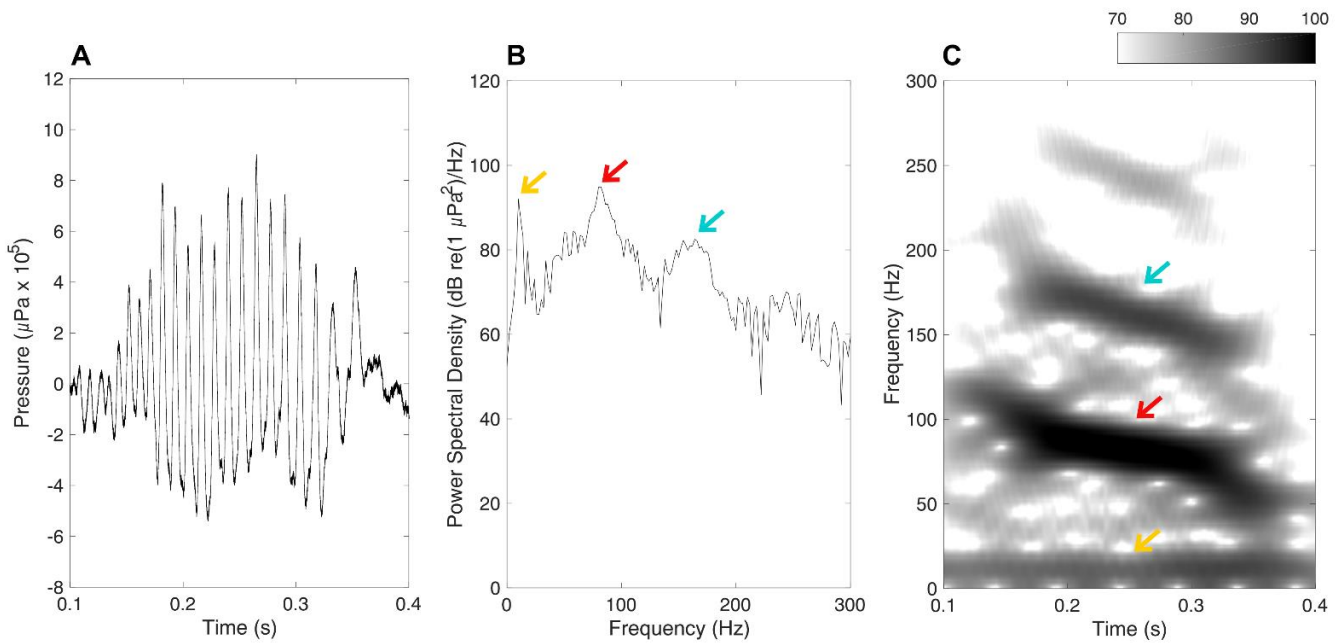 A
12
10
8
6
4
2
0
-2
-4
-6
-8
0.1 0.2 0.3 0.4
Time (s)
Pressure (µPa x 10⁵)
B
120
100
80
60
40
20
0
0 100 200 300
Frequency (Hz)
Power Spectral Density (dB re(1 µPa²)/Hz)
70 80 90 100
C
300
250
200
150
100
50
0
0.1 0.2 0.3 0.4
Time (s)
Frequency (Hz)